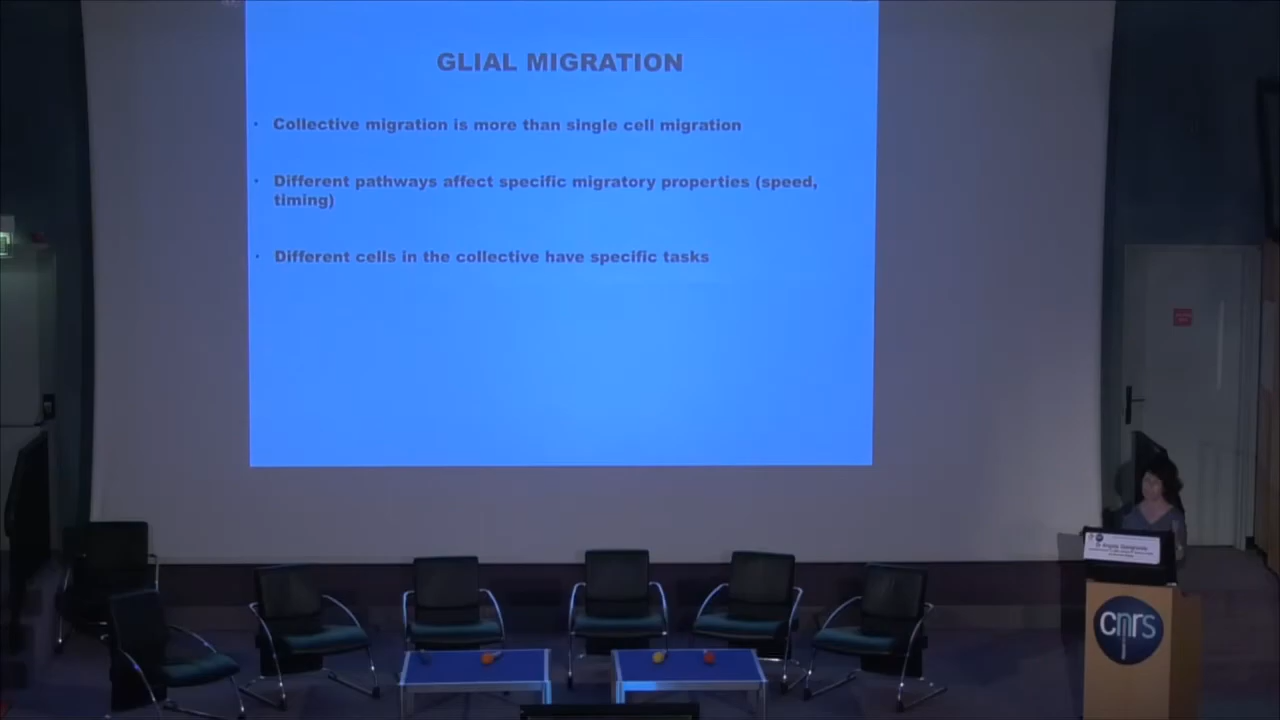 GLIAL MIGRATION
• Collective migration is more than single cell migration
• Different pathways affect specific migratory properties (speed,
timing)
• Different cells in the collective have specific tasks
cnrs